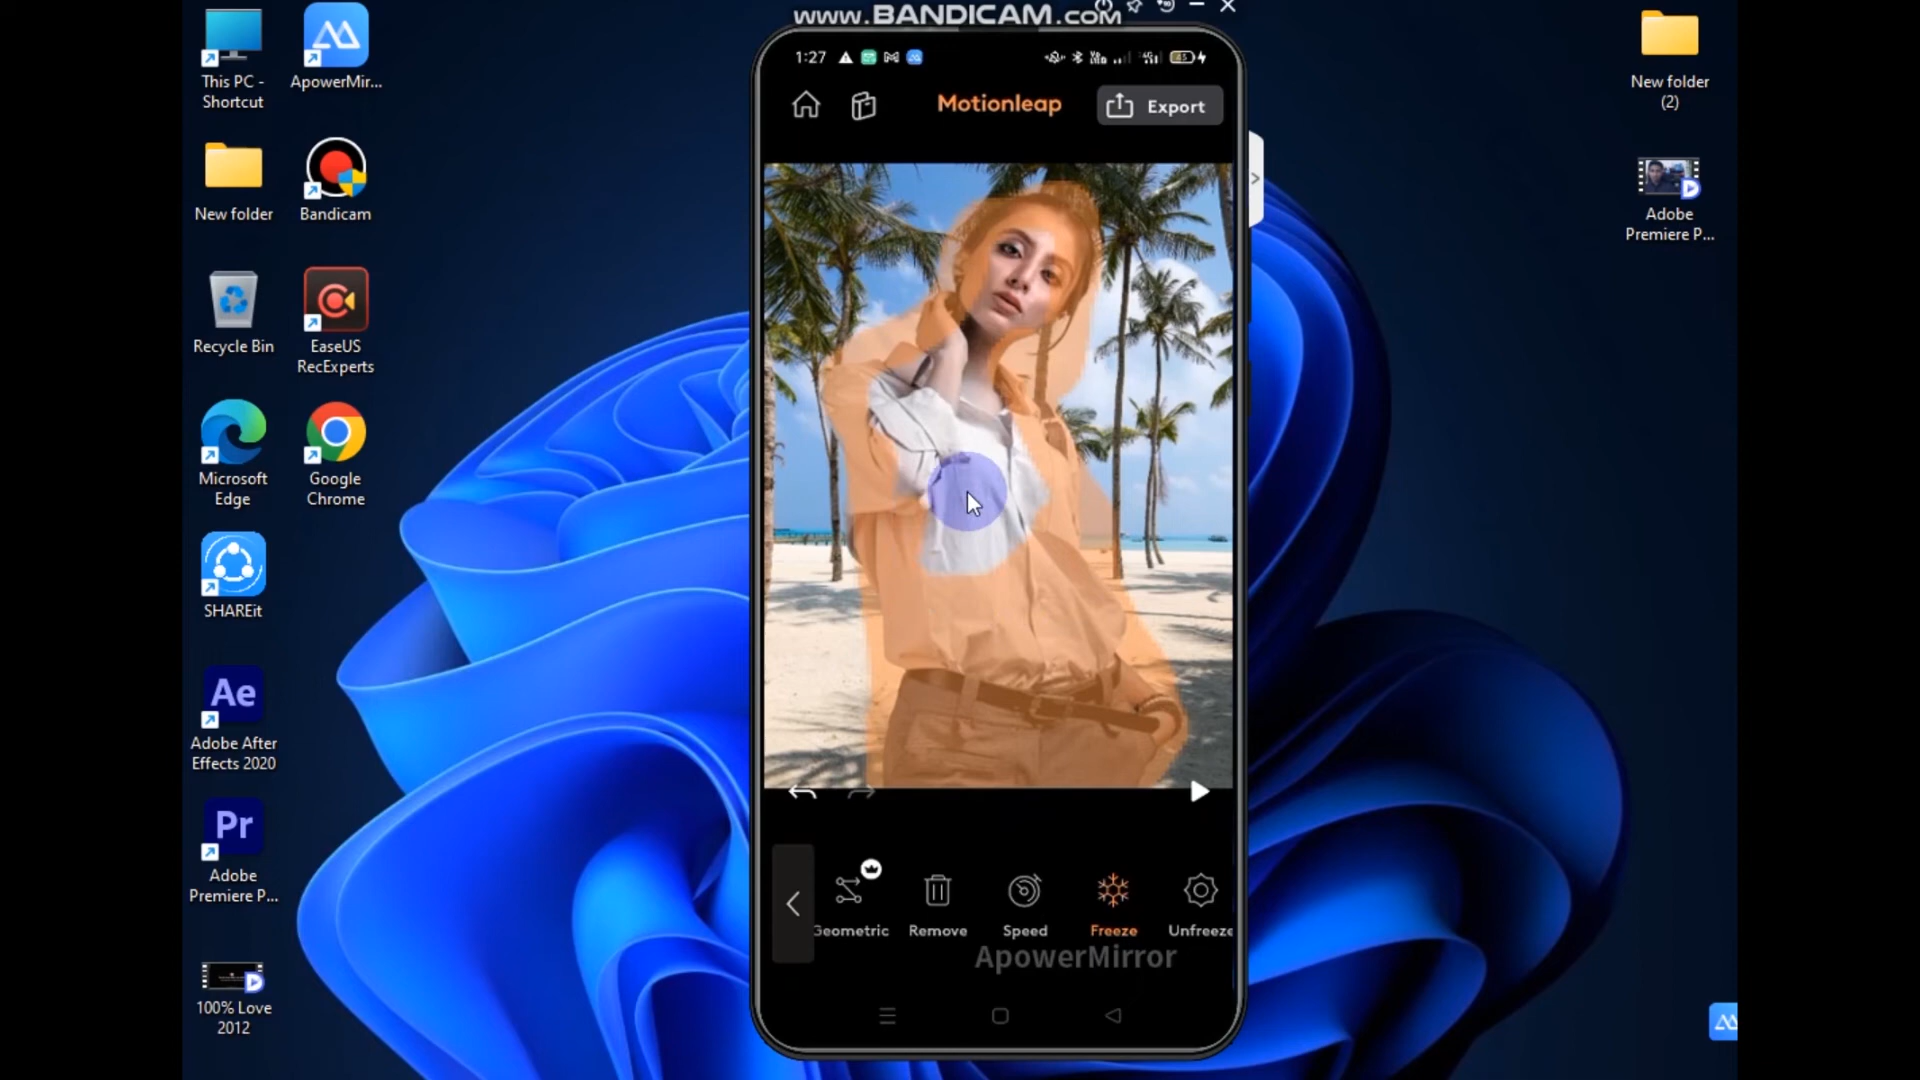 www.BANDICAM.com
This PC -
Shortcut
ApowerMir...
New folder
Bandicam
Recycle Bin
EaseUS
RecExperts
Microsoft
Edge
Google
Chrome
SHAREit
Ae
Adobe After
Effects 2020
Pr
Adobe
Premiere P...
100% Love
2012
1:27
Motionleap
Export
Geometric
Remove
Speed
Freeze
Unfreeze
ApowerMirror
New folder
(2)
Adobe
Premiere P...